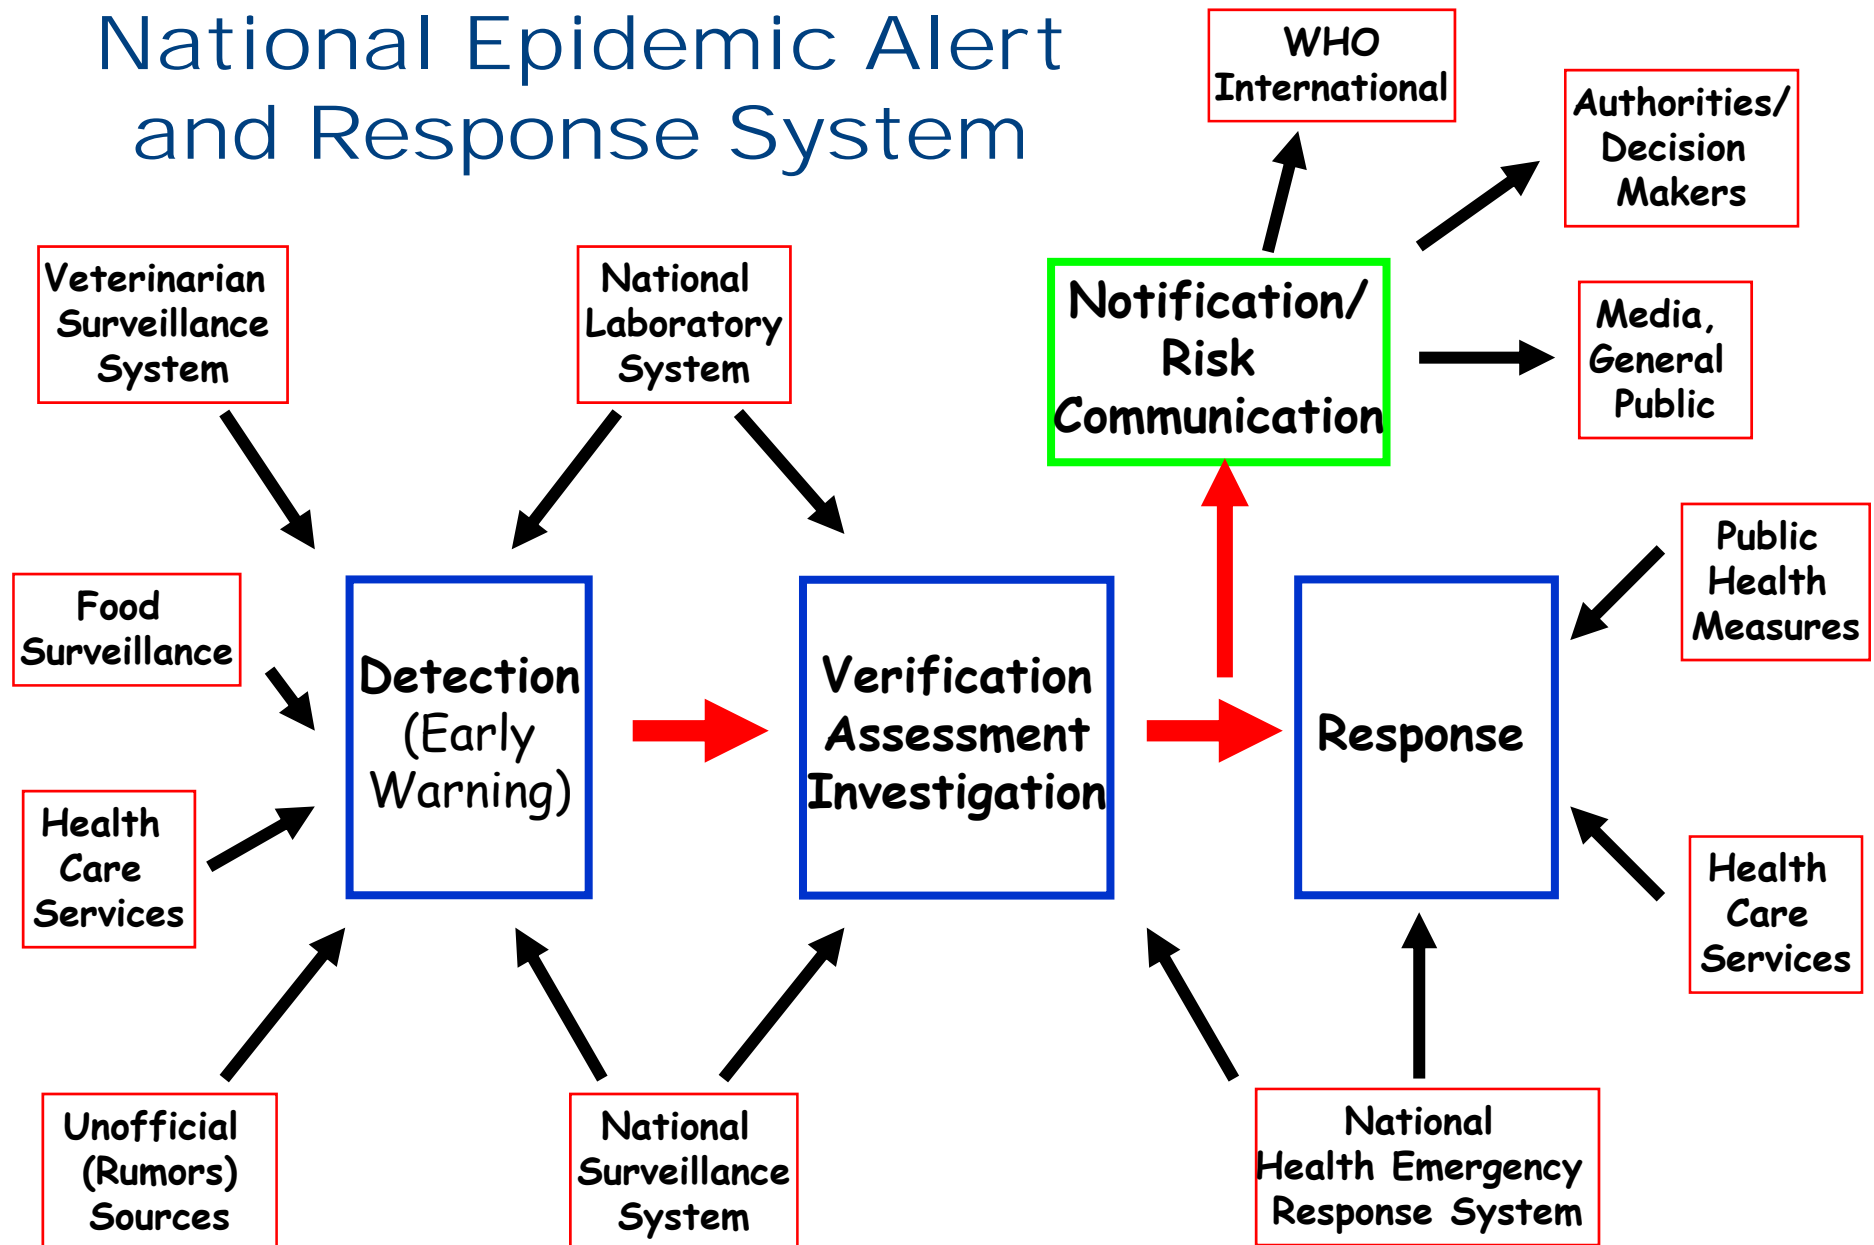 National Epidemic Alert
and Response System
WHO
International
Authorities/
Decision
Makers
Veterinarian
Surveillance
System
National
Laboratory
System
Notification/
Risk
Communication
Media,
General
Public
Food
Surveillance
Detection
(Early
Warning)
Verification
Assessment
Investigation
Response
Public
Health
Measures
Health
Care
Services
Health
Care
Services
Unofficial
(Rumors)
Sources
National
Surveillance
System
National
Health Emergency
Response System